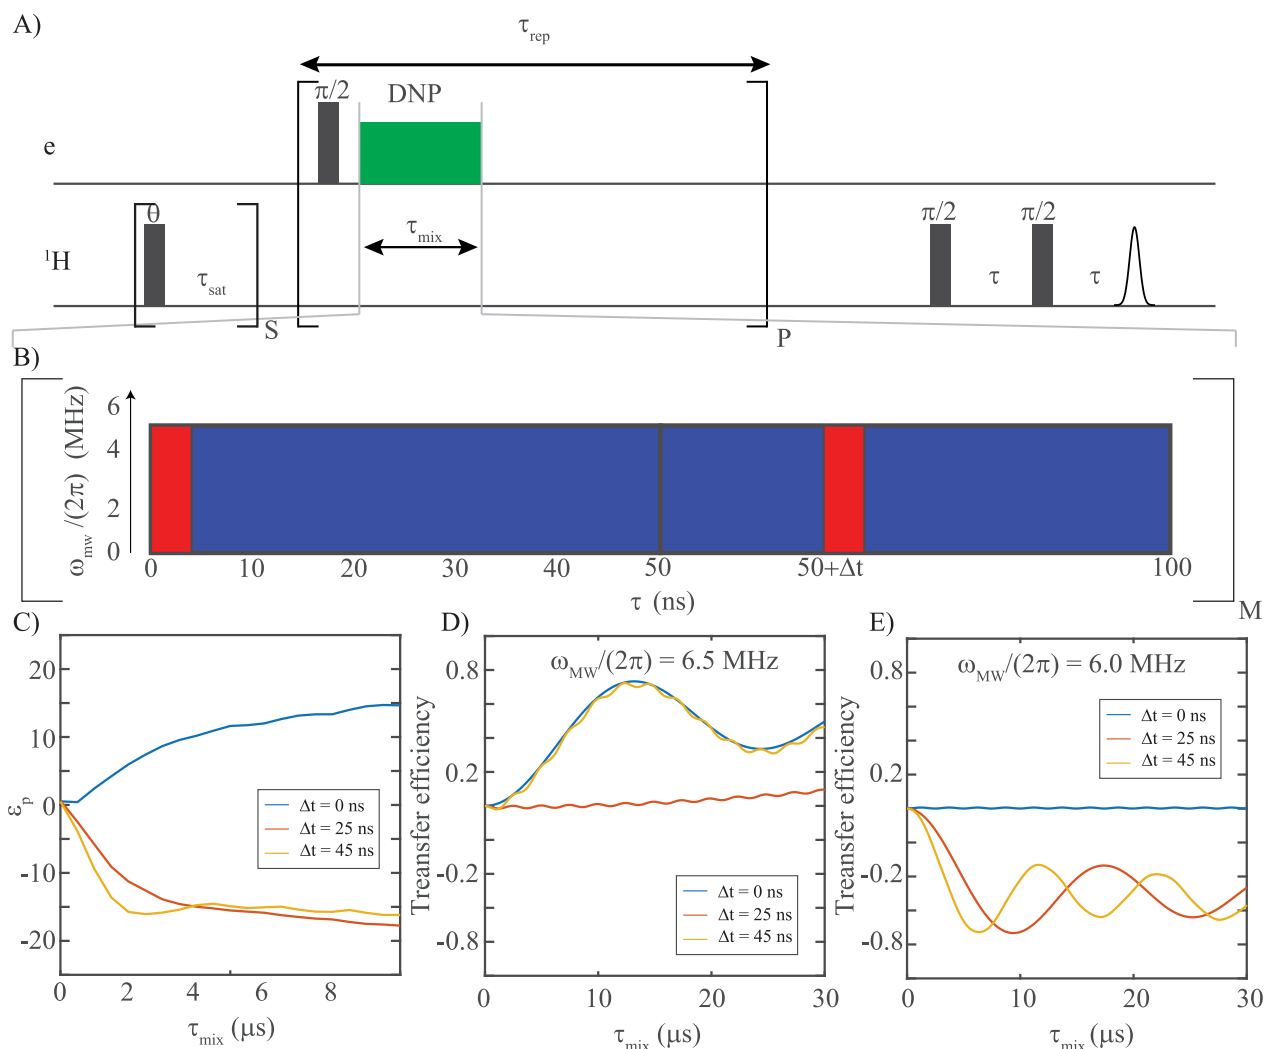 A)
τrep
π/2
DNP
e
θ
τmix
π/2
π/2
¹H
τsat
τ
τ
S
P
B)
ωmw/(2π) (MHz)
6
4
2
0
0
10
20
30
40
50
50+Δt
100
τ (ns)
M
C)
εp
20
10
0
-10
-20
Δt = 0 ns
Δt = 25 ns
Δt = 45 ns
0
2
4
6
8
τmix (μs)
D)
ωMW/(2π) = 6.5 MHz
Treansfer efficiency
0.8
0.2
-0.2
-0.8
Δt = 0 ns
Δt = 25 ns
Δt = 45 ns
0
10
20
30
τmix (μs)
E)
ωMW/(2π) = 6.0 MHz
Treansfer efficiency
0.8
0.2
-0.2
-0.8
Δt = 0 ns
Δt = 25 ns
Δt = 45 ns
0
10
20
30
τmix (μs)